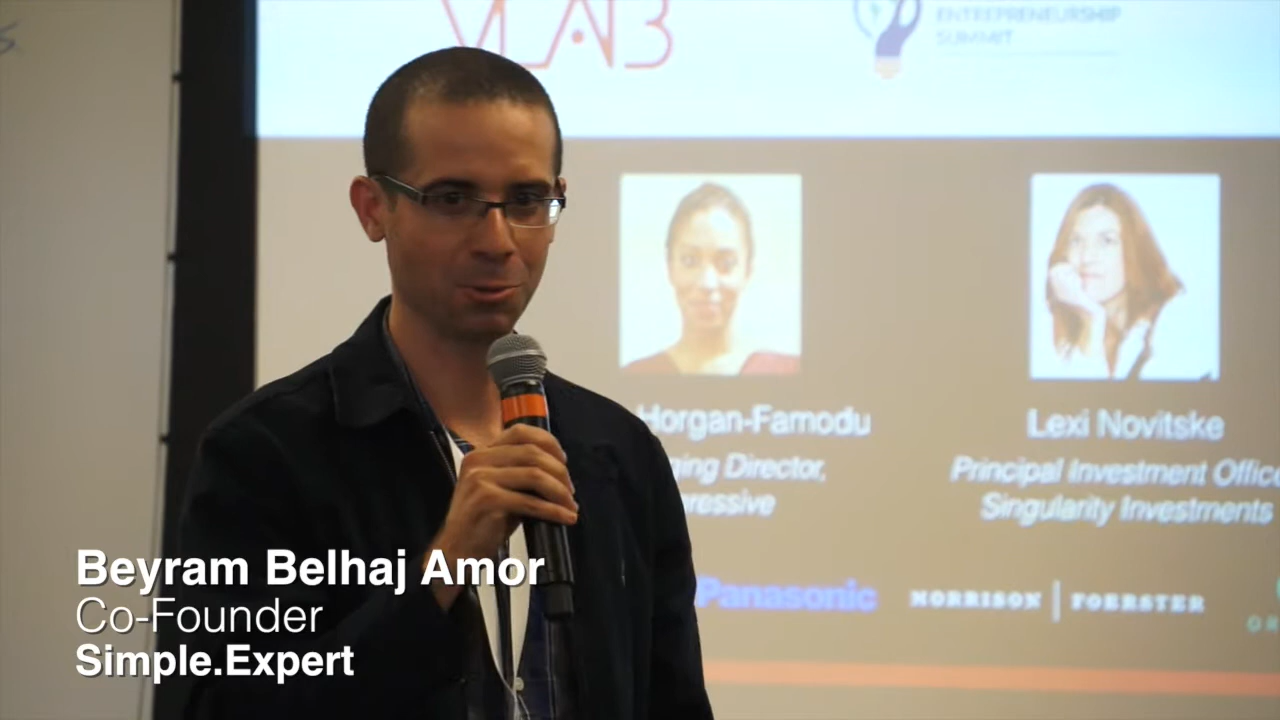 VLAB
ENTREPRENEURSHIP
SUMMIT
Horgan-Famodu
Lexi Novitske
Director,
Principal Investment
Singularity Investments
Panasonic
MORRISON | FOERSTER
Beyram Belhaj Amor
Co-Founder
Simple.Expert